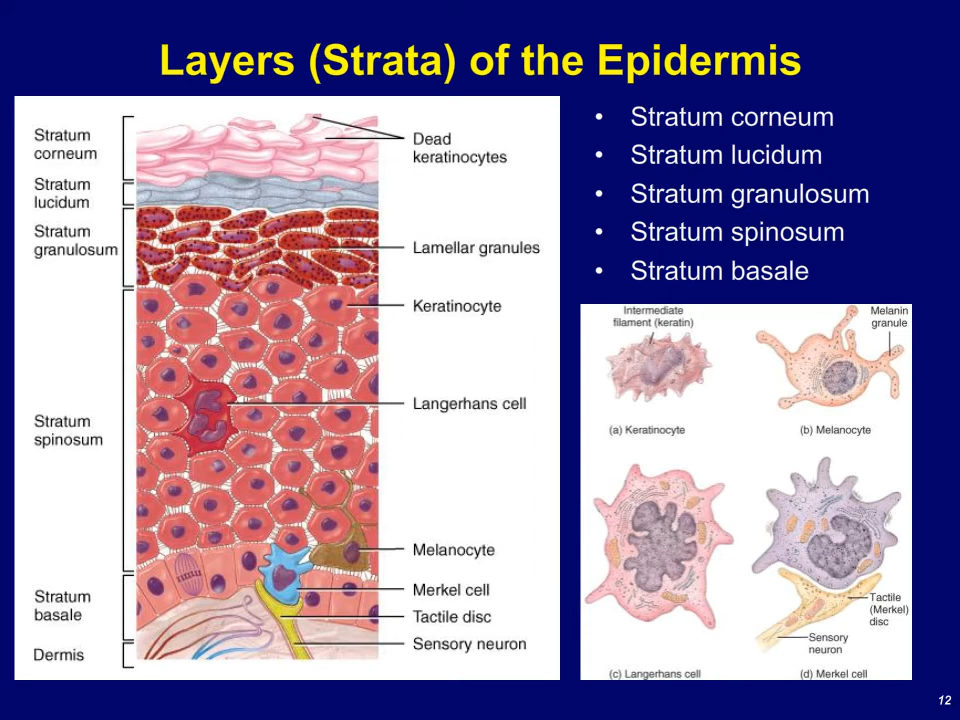 Layers (Strata) of the Epidermis
Stratum
corneum
Stratum
lucidum
Stratum
granulosum
Stratum
spinosum
Stratum
basale
Dermis
Dead
keratinocytes
Lamellar granules
Keratinocyte
Langerhans cell
Melanocyte
Merkel cell
Tactile disc
Sensory neuron
• Stratum corneum
• Stratum lucidum
• Stratum granulosum
• Stratum spinosum
• Stratum basale
Intermediate
filament (keratin)
(a) Keratinocyte
Melanin
granule
(b) Melanocyte
(c) Langerhans cell
Tactile
(Merkel)
disc
Sensory
neuron
(d) Merkel cell
12